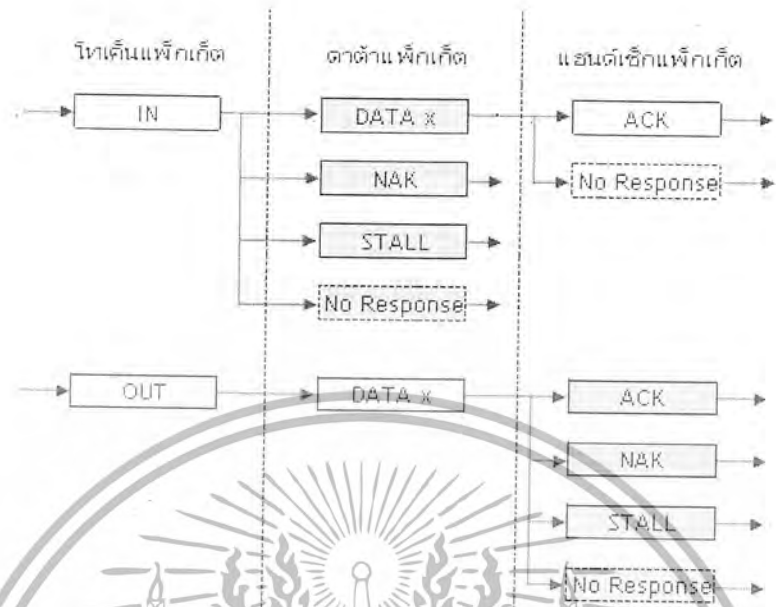 โทเค็นแพ็กเก็ต ดาต้าแพ็กเก็ต แฮนด์เช็กแพ็กเก็ต
IN DATA x ACK
NAK No Response
STALL
No Response
OUT DATA x ACK
NAK
STALL
No Response